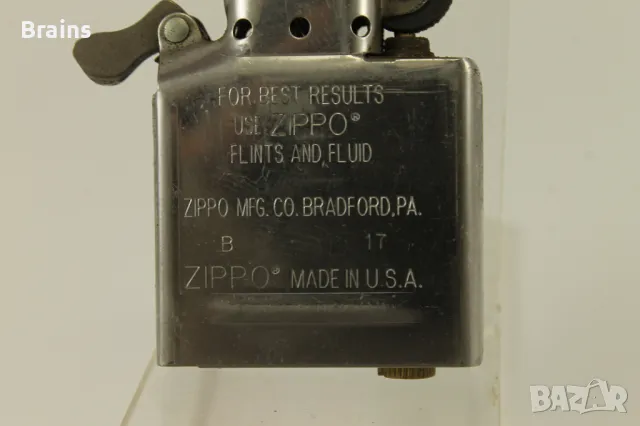 Brains
FOR BEST RESULTS
USE ZIPPO®
FLINTS AND FLUID
ZIPPO MFG. CO. BRADFORD, PA.
B 17
ZIPPO® MADE IN U.S.A.
BAZAR